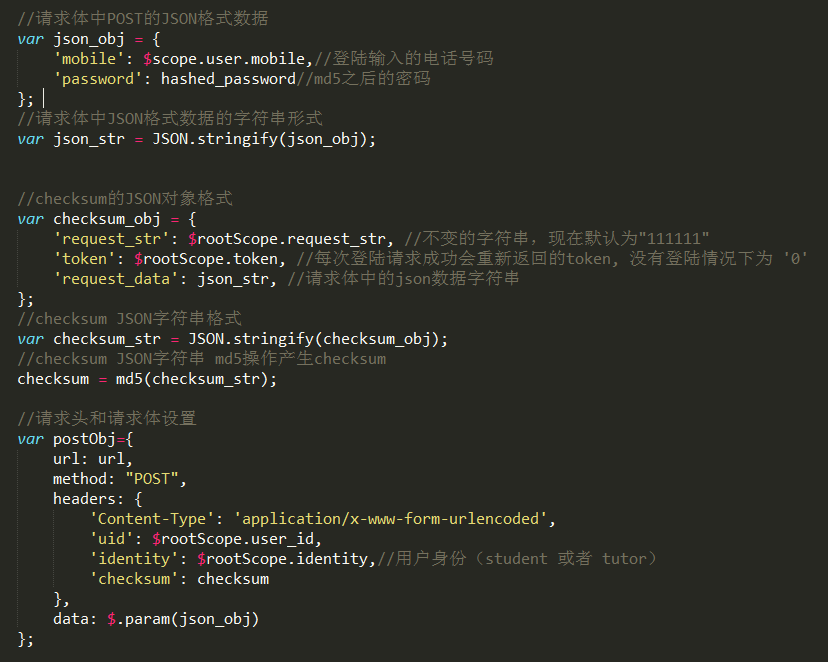 //请求体中POST的JSON格式数据
var json_obj = {
    'mobile': $scope.user.mobile,//登陆输入的电话号码
    'password': hashed_password//md5之后的密码
};
//请求体中JSON格式数据的字符串形式
var json_str = JSON.stringify(json_obj);
//checksum的JSON对象格式
var checksum_obj = {
    'request_str': $rootScope.request_str, //不变的字符串，现在默认为"111111"
    'token': $rootScope.token, //每次登陆请求成功会重新返回的token, 没有登陆情况下为 '0'
    'request_data': json_str, //请求体中的json数据字符串
};
//checksum JSON字符串格式
var checksum_str = JSON.stringify(checksum_obj);
//checksum JSON字符串 md5操作产生checksum
checksum = md5(checksum_str);
//请求头和请求体设置
var postObj={
    url: url,
    method: "POST",
    headers: {
        'Content-Type': 'application/x-www-form-urlencoded',
        'uid': $rootScope.user_id,
        'identity': $rootScope.identity,//用户身份（student 或者 tutor）
        'checksum': checksum
    },
    data: $.param(json_obj)
};